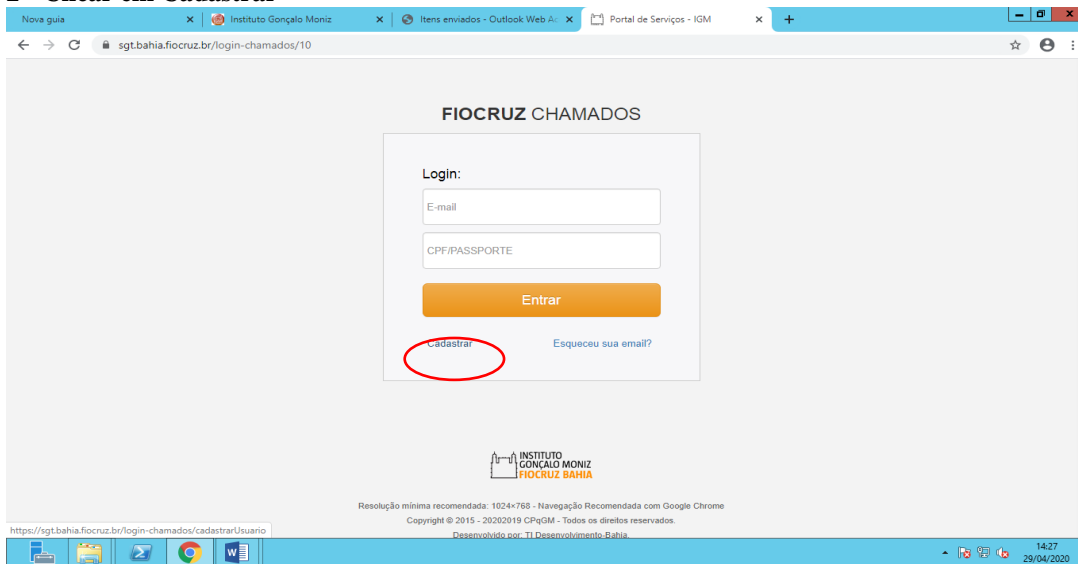 Nova guia
Instituto Gonçalo Moniz
Itens enviados - Outlook Web Ac
Portal de Serviços - IGM
sgt.bahia.fiocruz.br/login-chamados/10
FIOCRUZ CHAMADOS
Login:
E-mail
CPF/PASSPORTE
Entrar
Cadastrar
Esqueceu sua email?
INSTITUTO
GONÇALO MONIZ
FIOCRUZ BAHIA
Resolução mínima recomendada: 1024×768 - Navegação Recomendada com Google Chrome
Copyright © 2015 - 20202019 CPqGM - Todos os direitos reservados.
Desenvolvido por: TI Desenvolvimento-Bahia.
https://sgt.bahia.fiocruz.br/login-chamados/cadastrarUsuario
14:27
29/04/2020